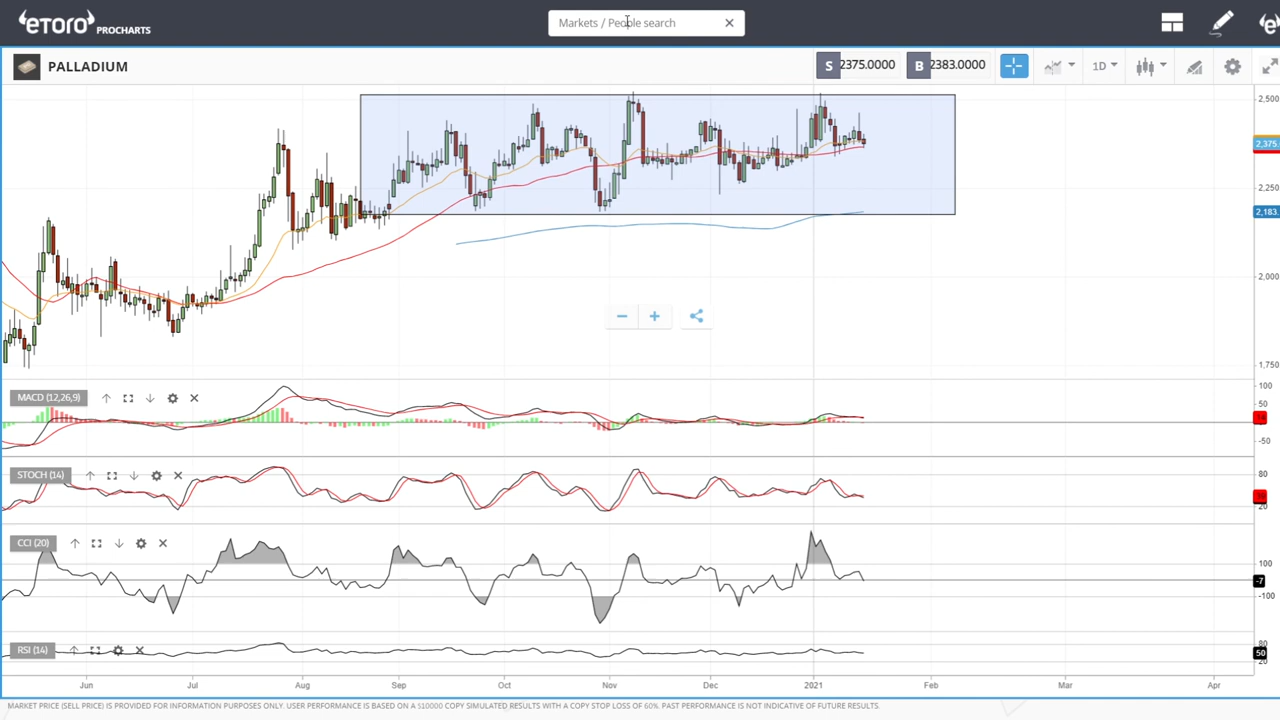 eToro PROCHARTS
Markets / People search
PALLADIUM
S 2375.0000 B 2383.0000
1D
2,500
2,375.
2,250
2,183.
2,000
1,750
MACD (12,26,9)
100
50
-50
STOCH (14)
80
20
CCI (20)
100
-7
-100
RSI (14)
80
50
20
Jun Jul Aug Sep Oct Nov Dec 2021 Feb Mar Apr
MARKET PRICE (SELL PRICE) IS PROVIDED FOR INFORMATION PURPOSES ONLY. USER PERFORMANCE IS BASED ON A $10000 COPY SIMULATED RESULTS WITH A COPY STOP LOSS OF 60%. PAST PERFORMANCE IS NOT INDICATIVE OF FUTURE RESULTS.